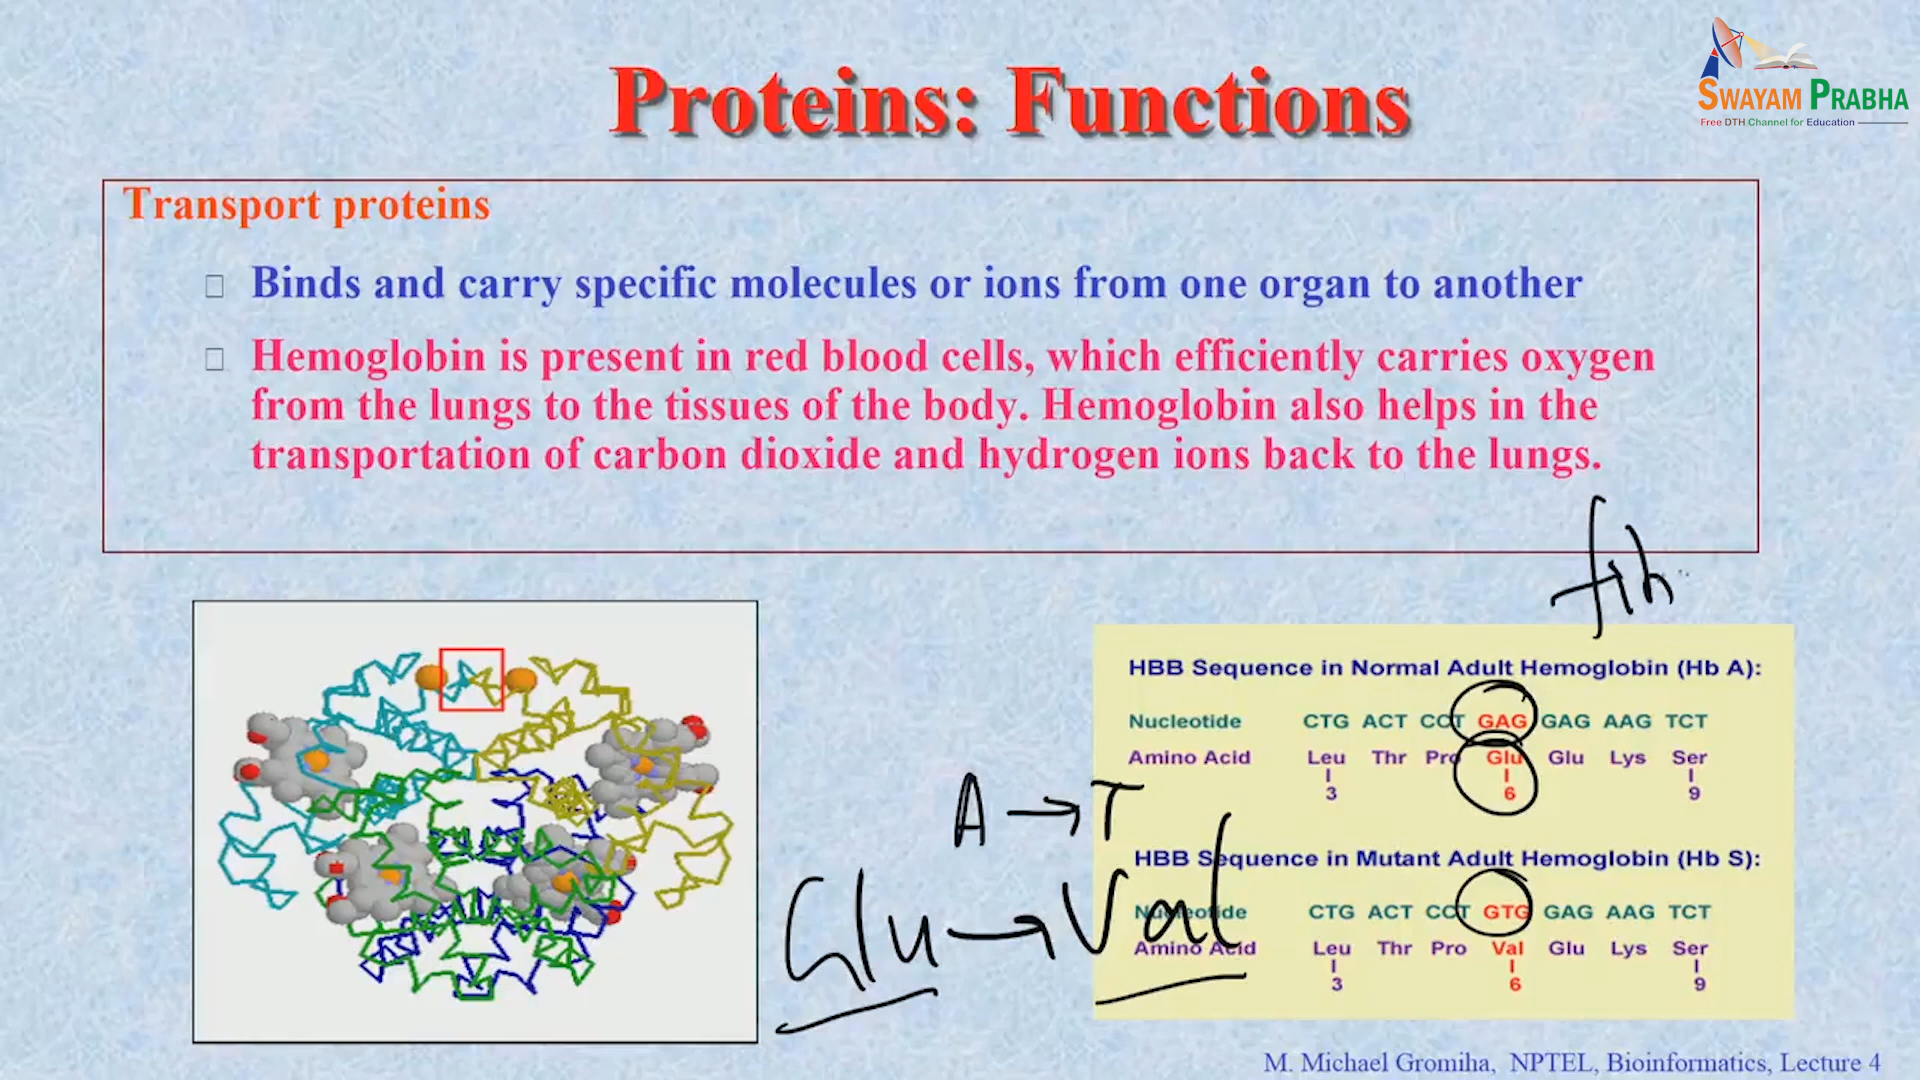 SWAYAM PRABHA
Free DTH Channel for Education
Proteins: Functions
Transport proteins
Binds and carry specific molecules or ions from one organ to another
Hemoglobin is present in red blood cells, which efficiently carries oxygen
from the lungs to the tissues of the body. Hemoglobin also helps in the
transportation of carbon dioxide and hydrogen ions back to the lungs.
HBB Sequence in Normal Adult Hemoglobin (Hb A):
Nucleotide CTG ACT CCT GAG GAG AAG TCT
Amino Acid Leu Thr Pro Glu Glu Lys Ser
3 6 9
A → T
HBB Sequence in Mutant Adult Hemoglobin (Hb S):
Glu → Val
Nucleotide CTG ACT CCT GTG GAG AAG TCT
Amino Acid Leu Thr Pro Val Glu Lys Ser
3 6 9
M. Michael Gromiha, NPTEL, Bioinformatics, Lecture 4